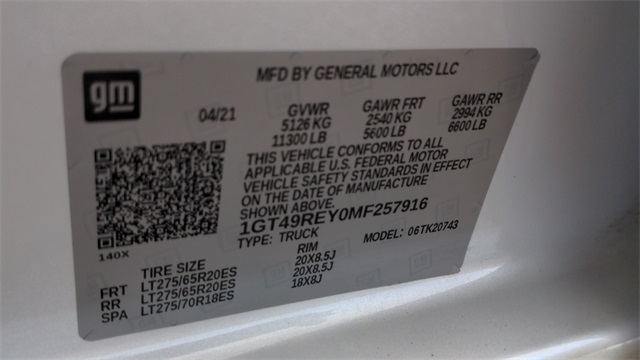 gm
MFD BY GENERAL MOTORS LLC
04/21 GVWR GAWR FRT GAWR RR
5126 KG 2540 KG 2994 KG
11300 LB 5600 LB 6600 LB
THIS VEHICLE CONFORMS TO ALL
APPLICABLE U.S. FEDERAL MOTOR
VEHICLE SAFETY STANDARDS IN EFFECT
ON THE DATE OF MANUFACTURE
SHOWN ABOVE.
1GT49REY0MF257916
TYPE: TRUCK MODEL: 06TK20743
140X
TIRE SIZE RIM
FRT LT275/65R20ES 20X8.5J
RR LT275/65R20ES 20X8.5J
SPA LT275/70R18ES 18X8J